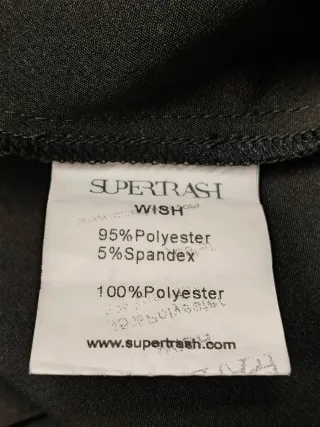 SUPERTRASH
WISH
95%Polyester
5%Spandex
100%Polyester
www.supertrash.com